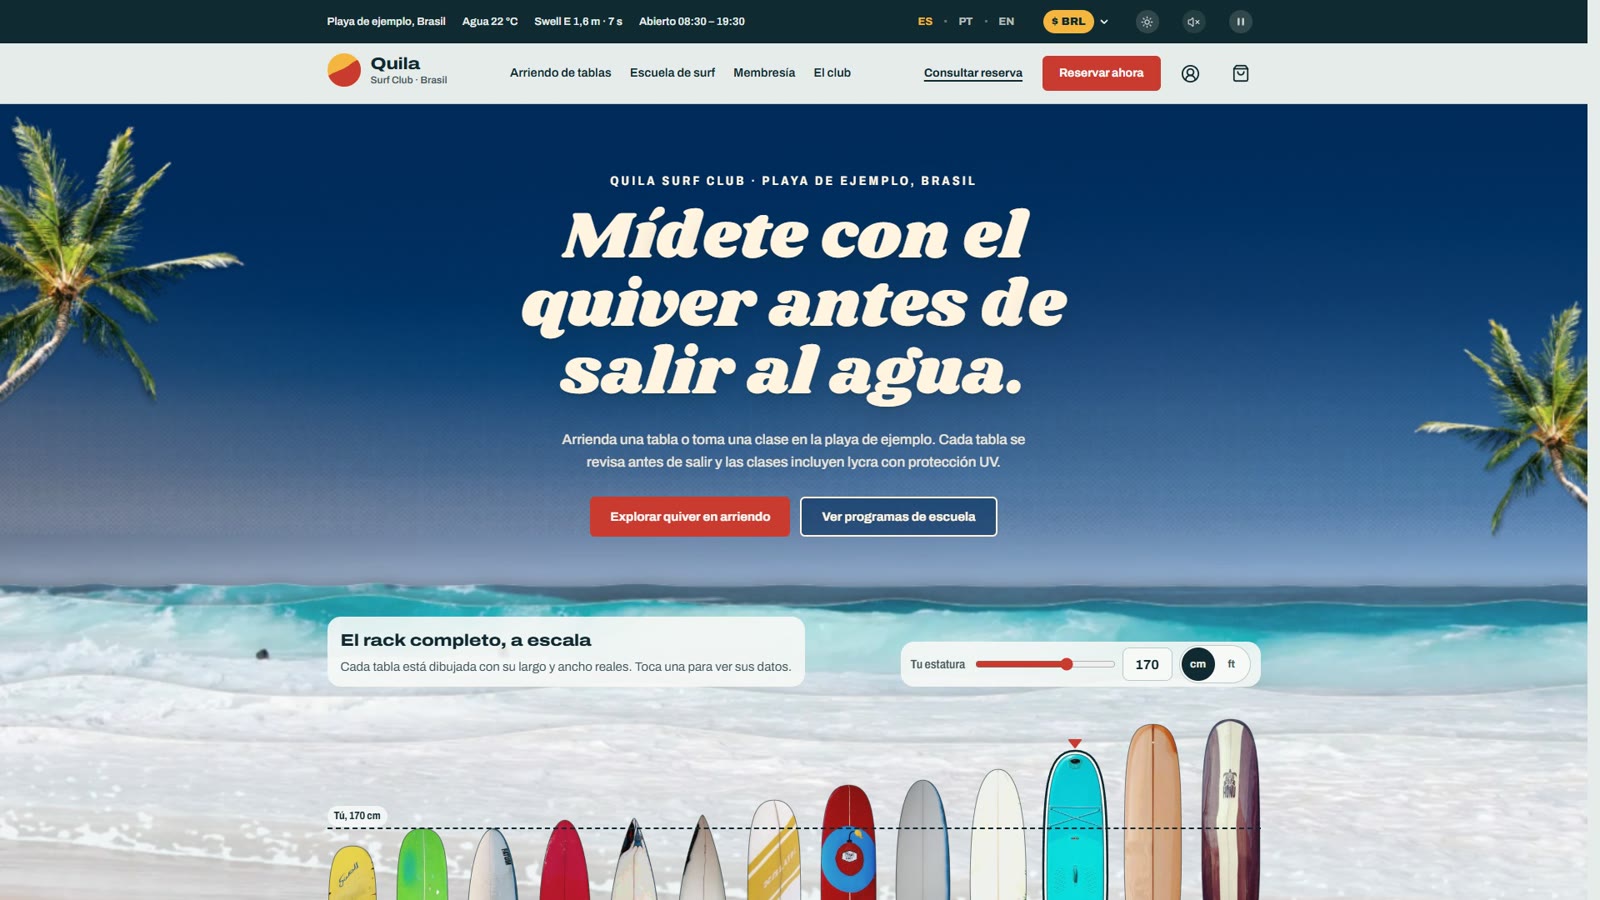 Playa de ejemplo, Brasil Agua 22 °C Swell E 1,6 m · 7 s Abierto 08:30 – 19:30 ES · PT · EN $ BRL
Quila
Surf Club · Brasil
Arriendo de tablas Escuela de surf Membresía El club Consultar reserva Reservar ahora
QUILA SURF CLUB · PLAYA DE EJEMPLO, BRASIL
Mídete con el
quiver antes de
salir al agua.
Arrienda una tabla o toma una clase en la playa de ejemplo. Cada tabla se
revisa antes de salir y las clases incluyen lycra con protección UV.
Explorar quiver en arriendo Ver programas de escuela
El rack completo, a escala
Cada tabla está dibujada con su largo y ancho reales. Toca una para ver sus datos.
Tu estatura 170 cm ft
Tú, 170 cm